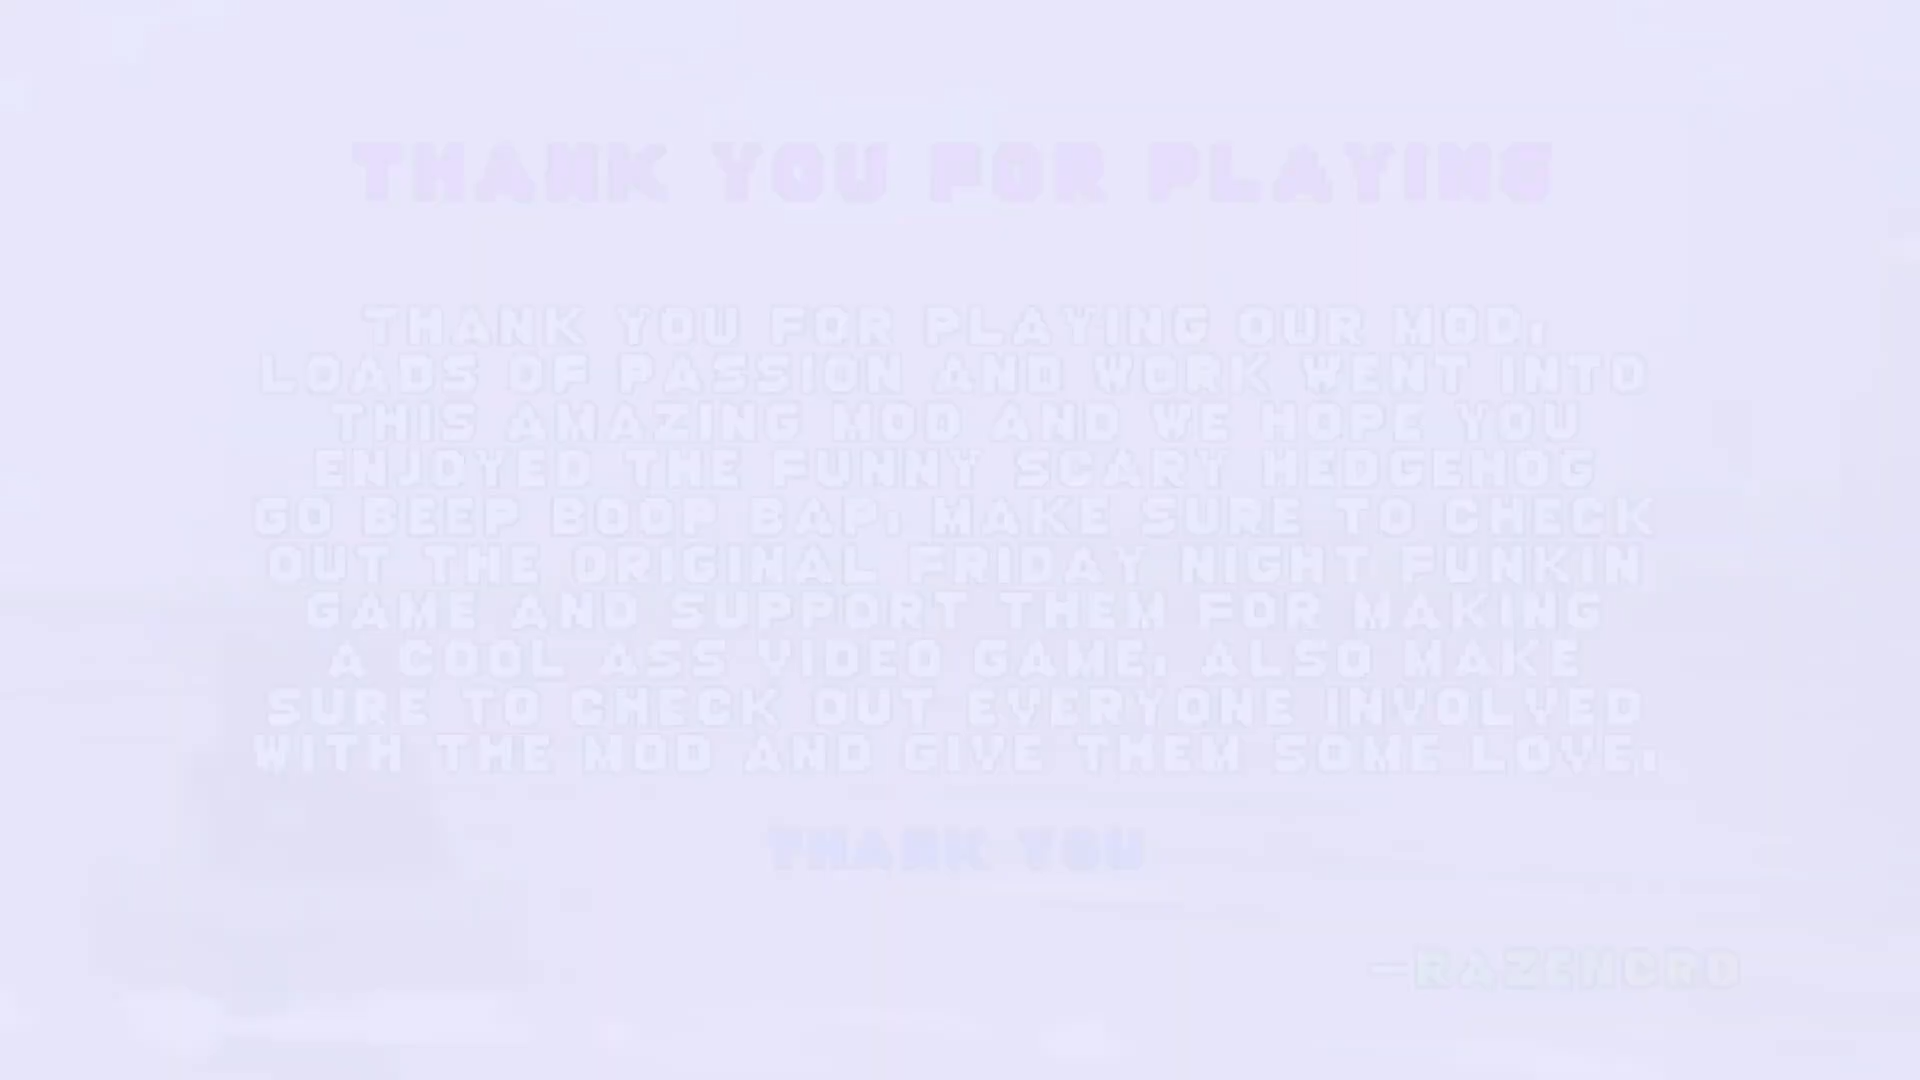 THANK YOU FOR PLAYING
THANK YOU FOR PLAYING OUR MOD,
LOADS OF PASSION AND WORK WENT INTO
THIS AMAZING MOD AND WE HOPE YOU
ENJOYED THE FUNNY SCARY HEDGEHOG
GO BEEP BOOP BAP. MAKE SURE TO CHECK
OUT THE ORIGINAL FRIDAY NIGHT FUNKIN
GAME AND SUPPORT THEM FOR MAKING
A COOL ASS VIDEO GAME. ALSO MAKE
SURE TO CHECK OUT EVERYONE INVOLVED
WITH THE MOD AND GIVE THEM SOME LOVE.
THANK YOU
-RAZENCRO